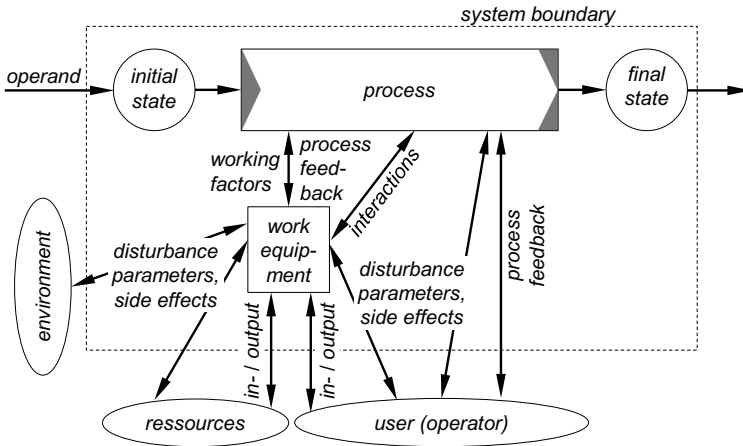 system boundary
operand
initial
state
process
final
state
working
factors
process
feed-
back
interactions
process
feedback
environment
disturbance
parameters,
side effects
work
equip-
ment
disturbance
parameters,
side effects
in- / output
in- / output
ressources
user (operator)